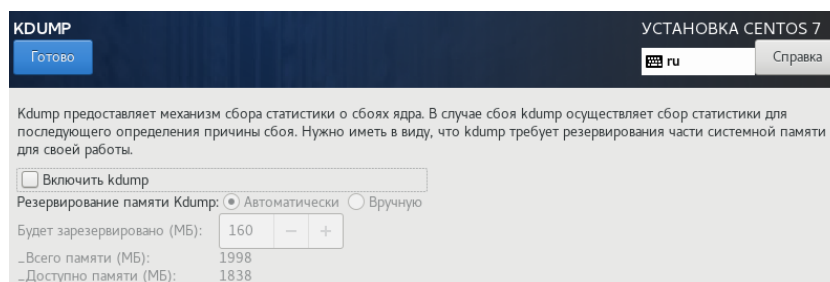 KDUMP
УСТАНОВКА CENTOS 7
Готово
ru
Справка
Kdump предоставляет механизм сбора статистики о сбоях ядра. В случае сбоя kdump осуществляет сбор статистики для
последующего определения причины сбоя. Нужно иметь в виду, что kdump требует резервирования части системной памяти
для своей работы.
Включить kdump
Резервирование памяти Kdump: Автоматически Вручную
Будет зарезервировано (МБ): 160 − +
_Всего памяти (МБ): 1998
_Доступно памяти (МБ): 1838